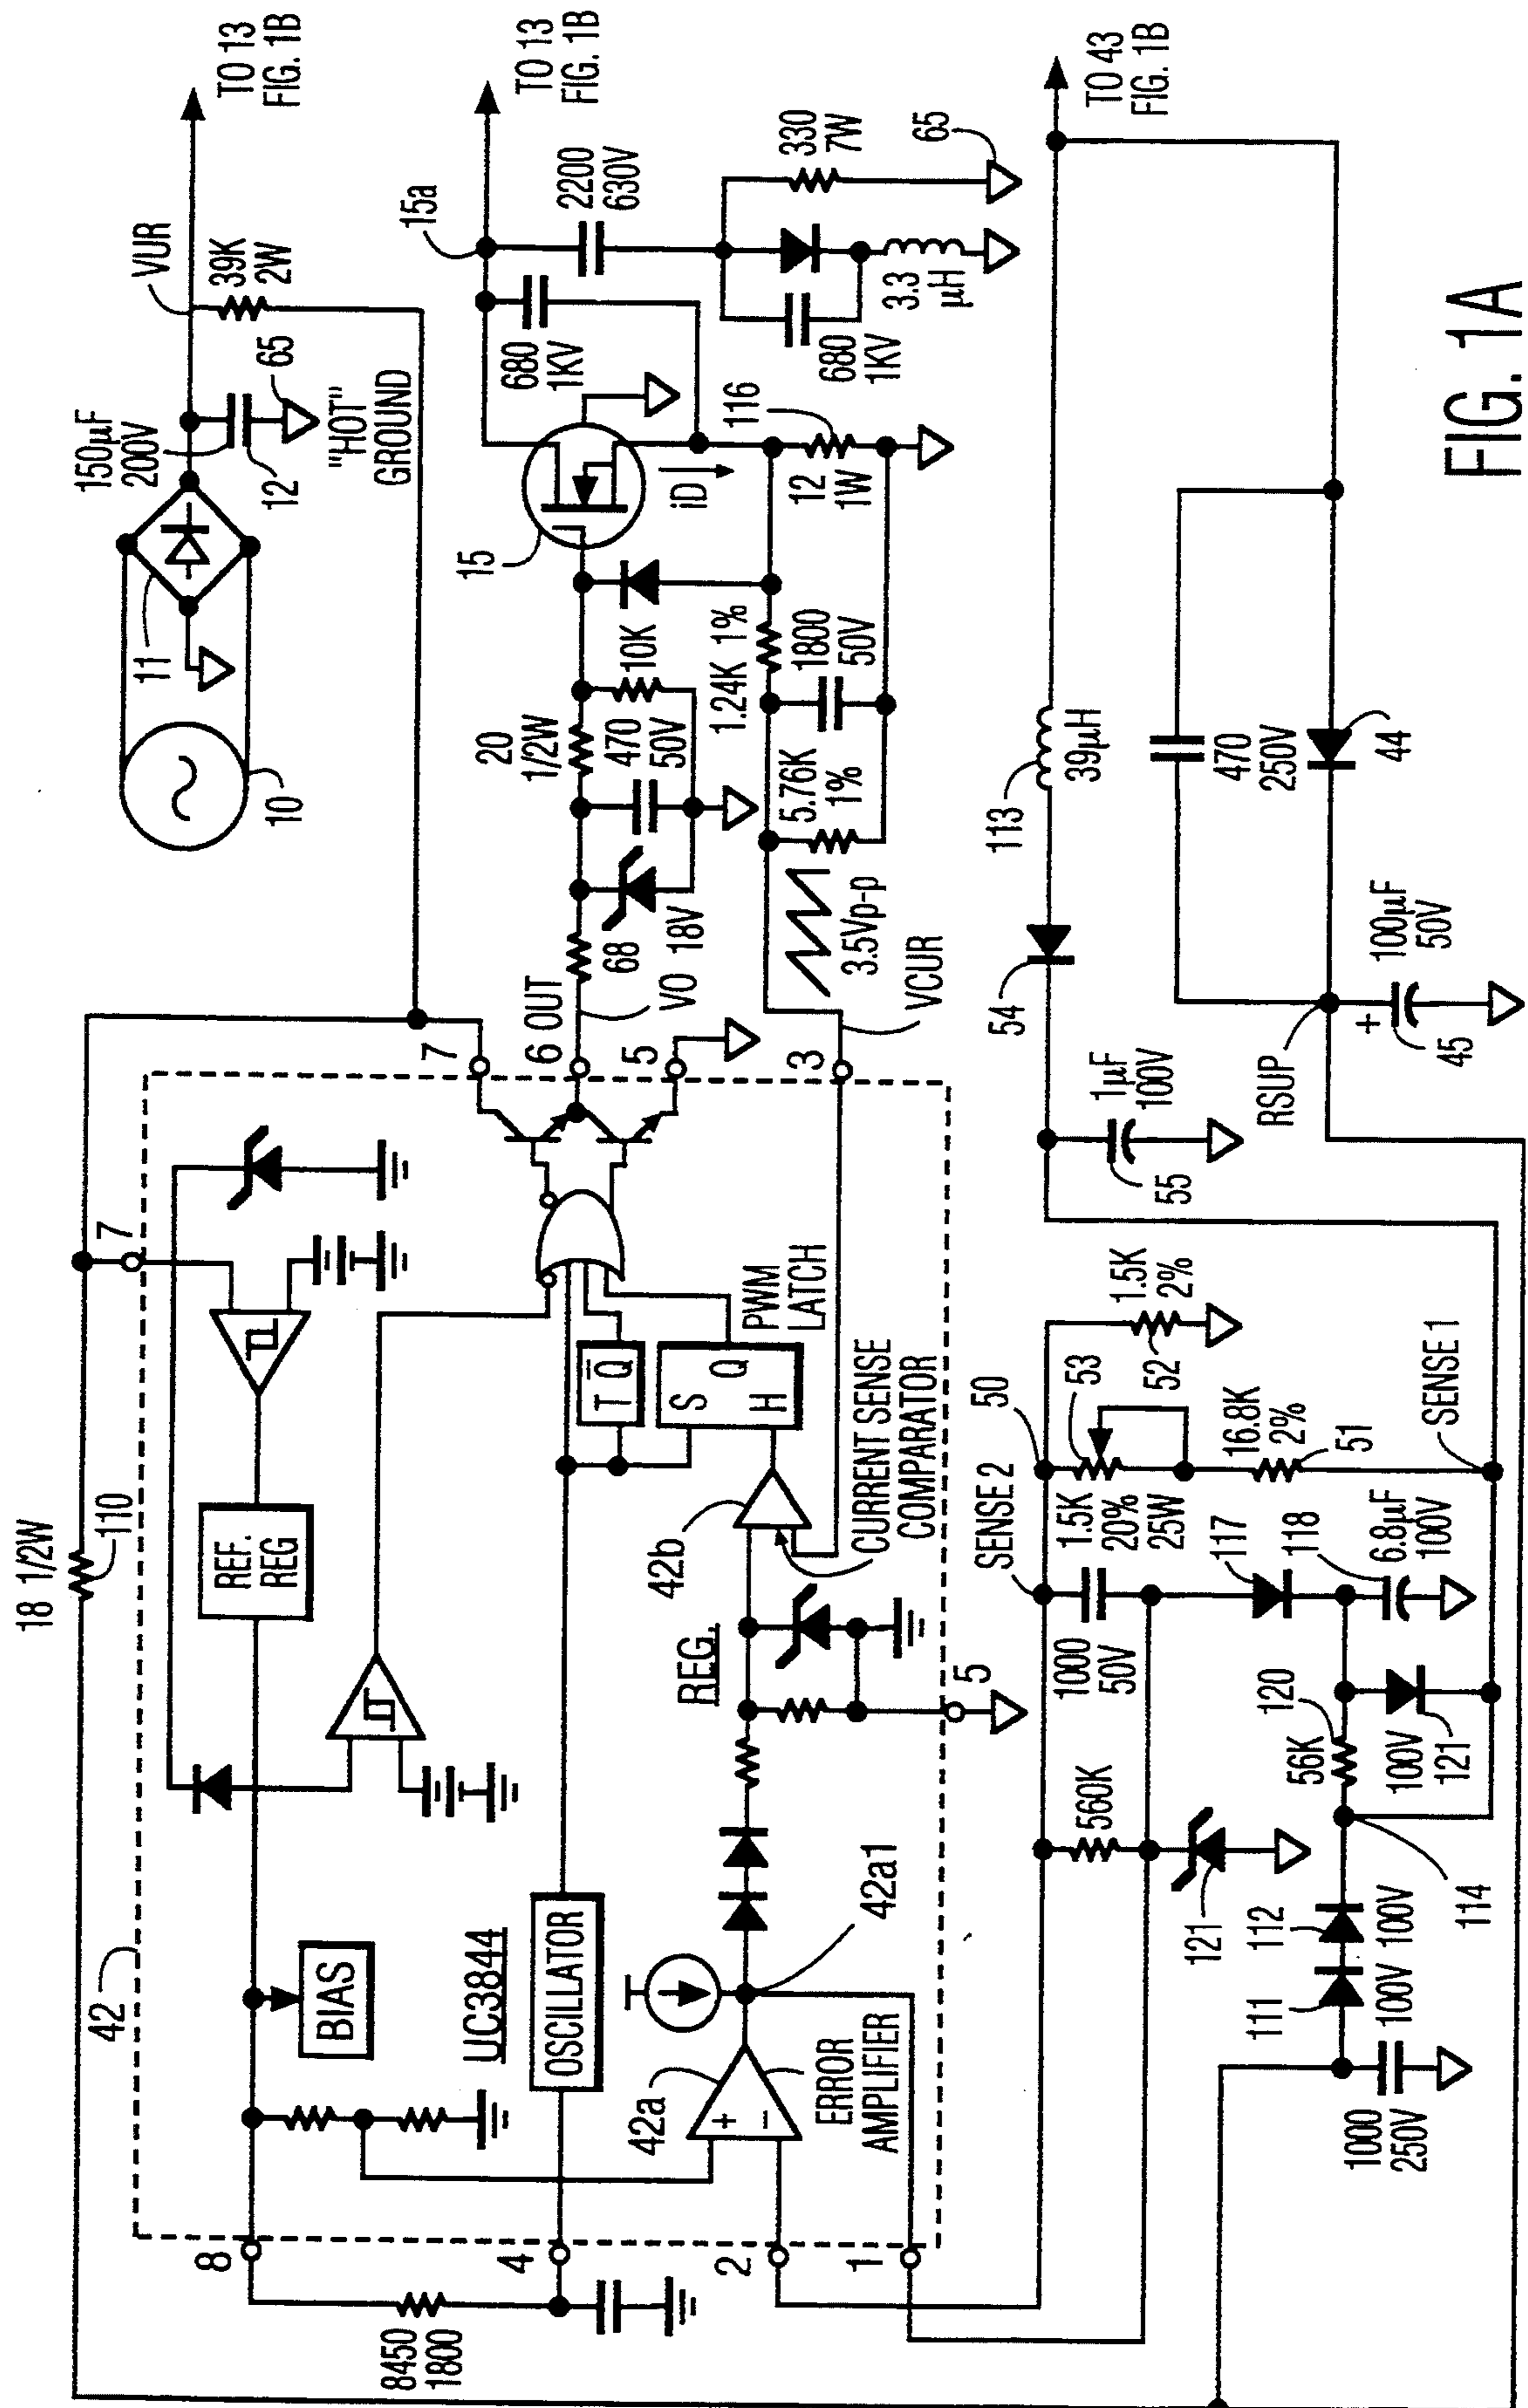 TO 13
FIG. 1B
VUR
39K
2W
150µF
200V
65
12
"HOT"
GROUND
11
10
TO 13
FIG. 1B
15a
2200
630V
330
7W
65
680
1KV
680
1KV
3.3
µH
116
iD
12
1W
15
10K
20
1/2W
470
50V
68
18V
1.24K 1%
1800
50V
5.76K
1%
3.5Vp-p
VO
VCUR
6 OUT
7
5
3
TO 43
FIG. 1B
113
39µH
54
470
250V
44
1µF
100V
55
RSUP
100µF
50V
+
45
18 1/2W
110
7
REF.
REG
42
BIAS
UC3844
OSCILLATOR
T Q
S
Q
H
PWM
LATCH
42b
CURRENT SENSE
COMPARATOR
REG.
5
42a1
42a
+
−
ERROR
AMPLIFIER
8
4
2
1
8450
1800
SENSE 2
50
53
1.5K
20%
25W
1.5K
2%
52
16.8K
2%
51
SENSE 1
1000
50V
117
118
6.8µF
100V
560K
121
120
56K
100V
121
111
112
100V
100V
114
1000
250V
FIG. 1A